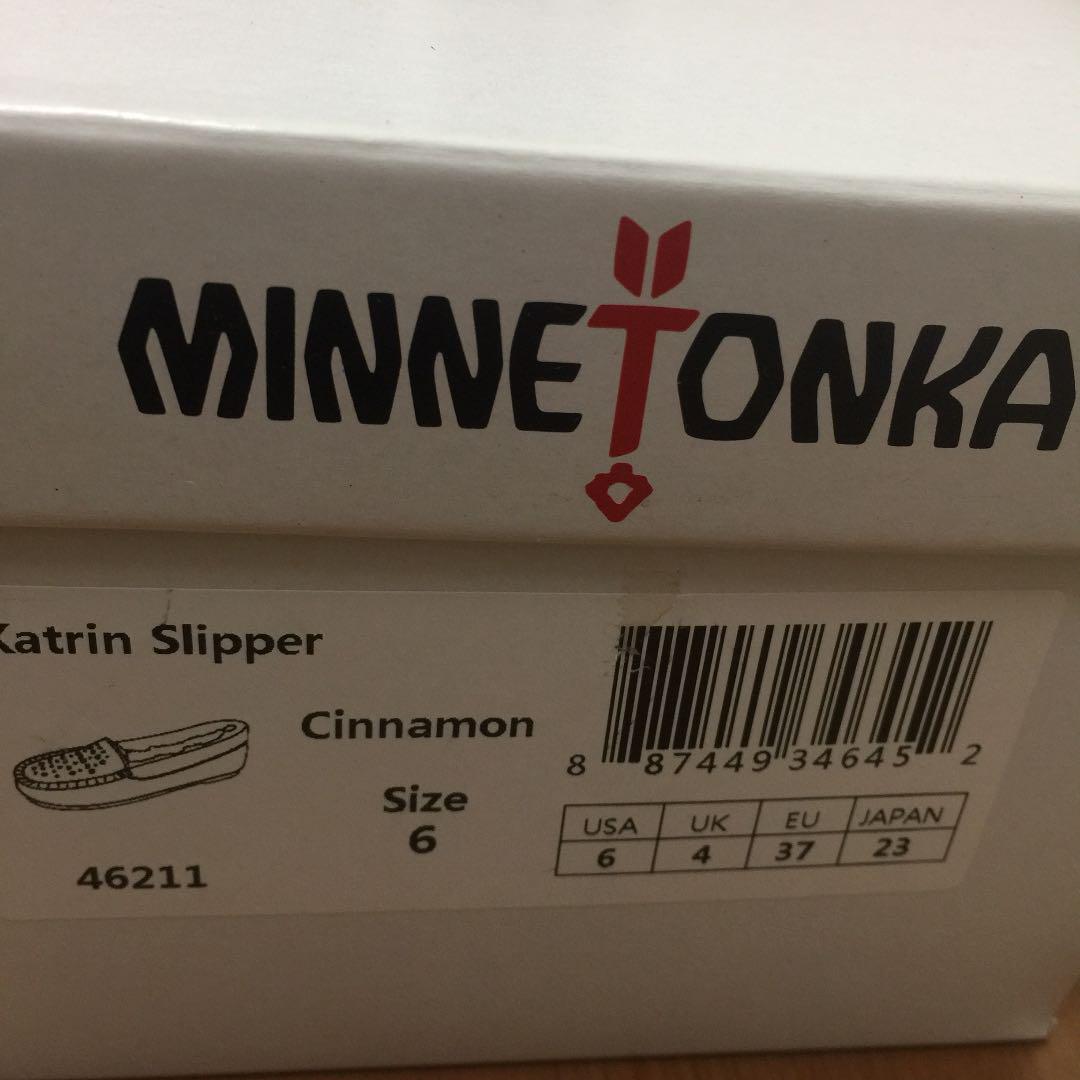 MINNETONKA
Katrin Slipper
Cinnamon
Size
6
46211
8 87449 34645 2
USA UK EU JAPAN
6 4 37 23